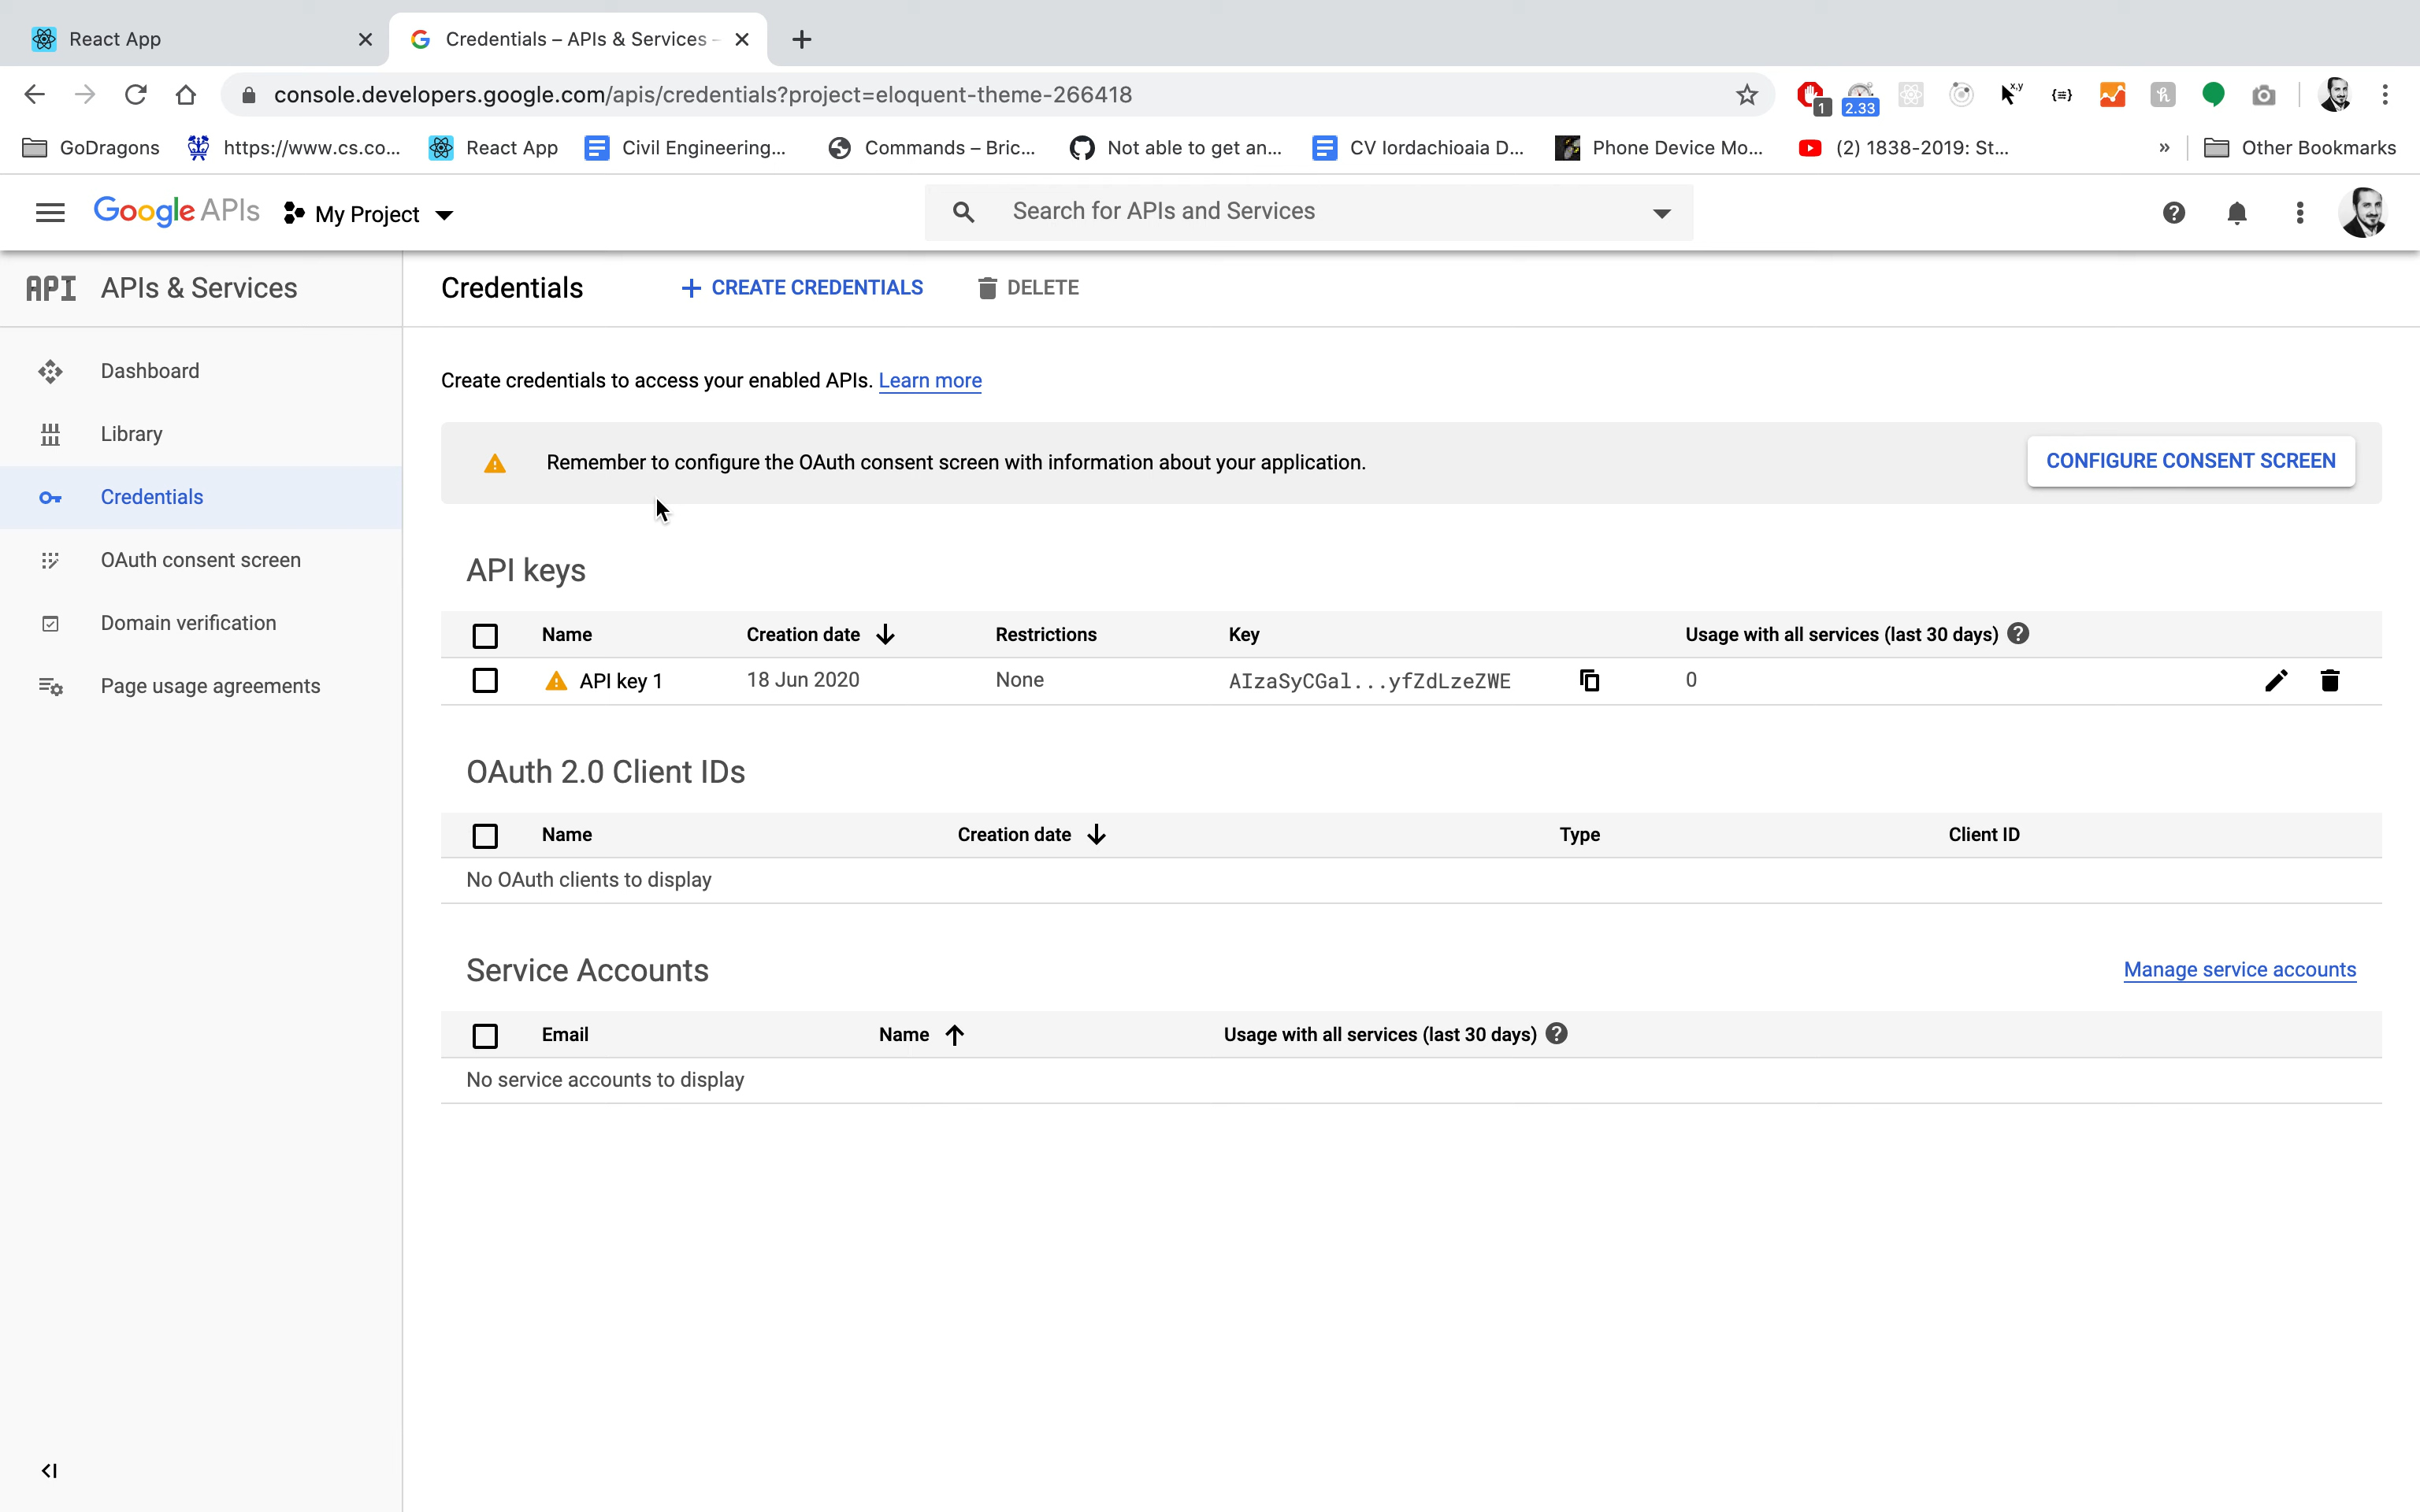 React App
Credentials – APIs & Services -
console.developers.google.com/apis/credentials?project=eloquent-theme-266418
1
2.33
x,y
GoDragons
https://www.cs.co...
React App
Civil Engineering...
Commands – Bric...
Not able to get an...
CV Iordachioaia D...
Phone Device Mo...
(2) 1838-2019: St...
»
Other Bookmarks
Google APIs
My Project
Search for APIs and Services
API APIs & Services
Credentials
+ CREATE CREDENTIALS
DELETE
Dashboard
Library
Credentials
OAuth consent screen
Domain verification
Page usage agreements
Create credentials to access your enabled APIs. Learn more
Remember to configure the OAuth consent screen with information about your application.
CONFIGURE CONSENT SCREEN
API keys
Name Creation date Restrictions Key Usage with all services (last 30 days)
API key 1 18 Jun 2020 None AIzaSyCGal...yfZdLzeZWE 0
OAuth 2.0 Client IDs
Name Creation date Type Client ID
No OAuth clients to display
Service Accounts
Manage service accounts
Email Name Usage with all services (last 30 days)
No service accounts to display